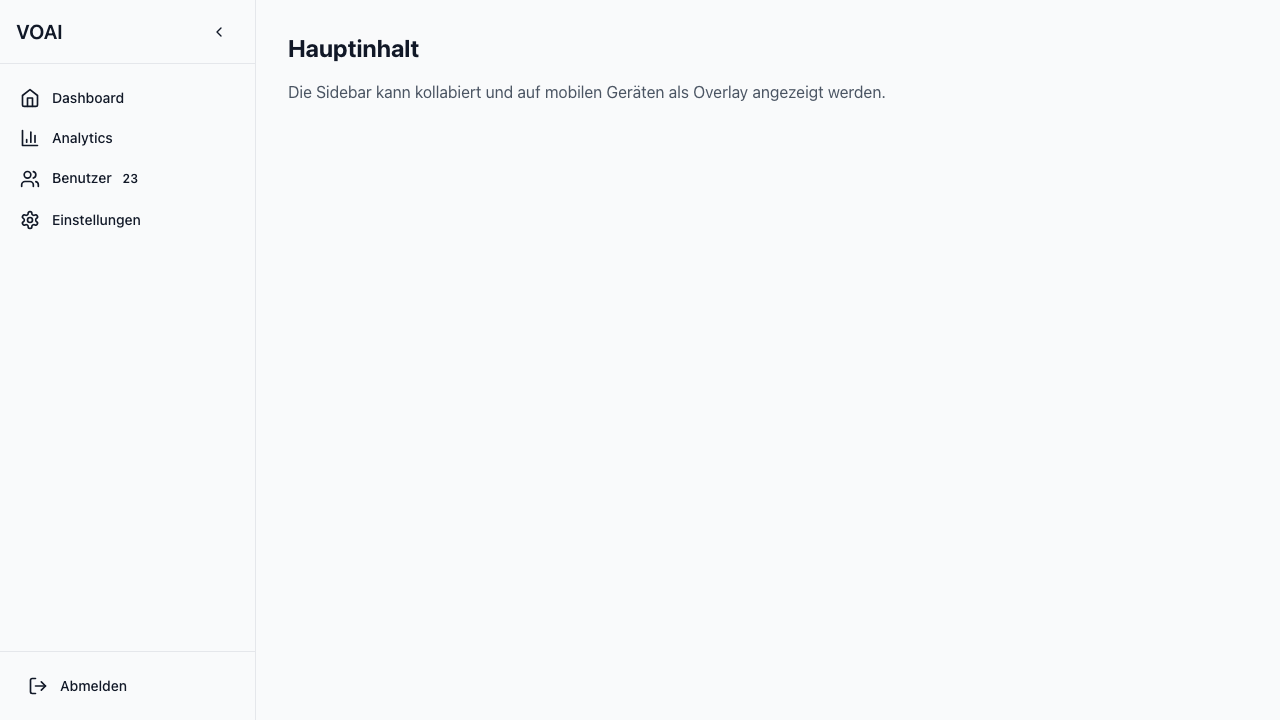 VOAI
Dashboard
Analytics
Benutzer 23
Einstellungen
Abmelden
Hauptinhalt
Die Sidebar kann kollabiert und auf mobilen Geräten als Overlay angezeigt werden.